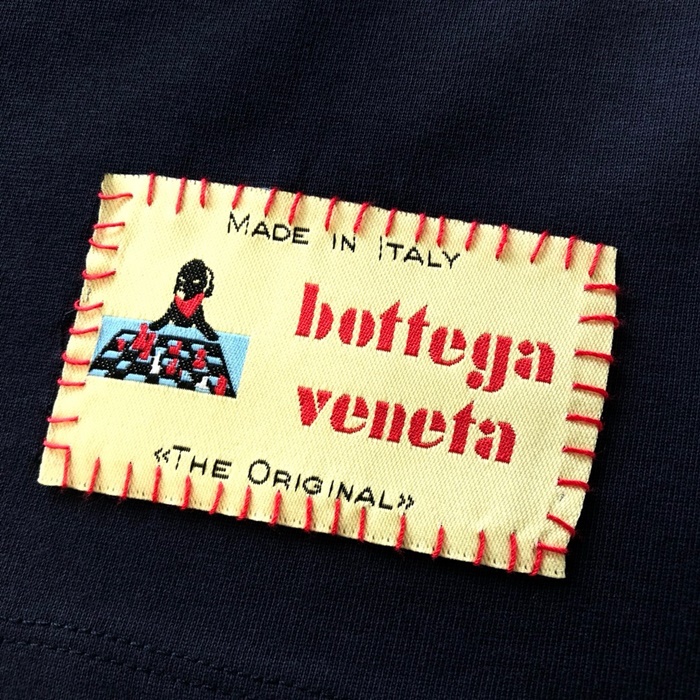 MADE IN ITALY
bottega
veneta
«THE ORIGINAL»